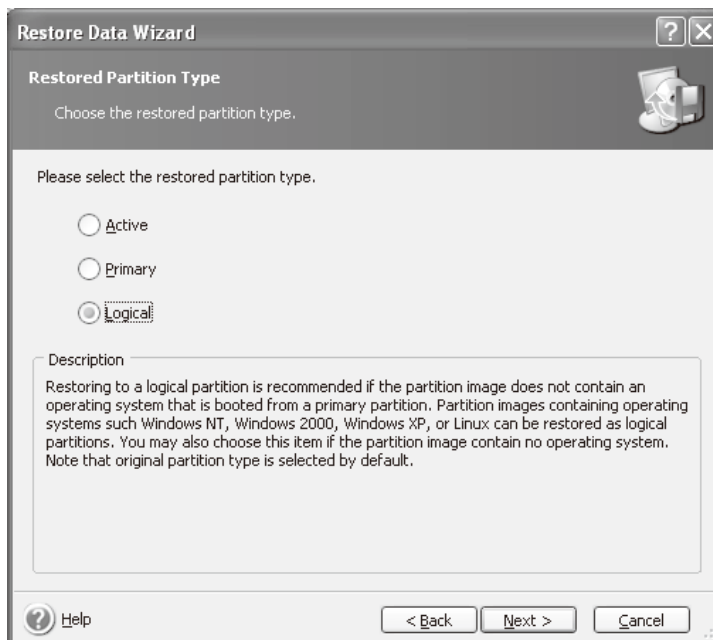 Restore Data Wizard
Restored Partition Type
Choose the restored partition type.
Please select the restored partition type.
Active
Primary
Logical
Description
Restoring to a logical partition is recommended if the partition image does not contain an
operating system that is booted from a primary partition. Partition images containing operating
systems such Windows NT, Windows 2000, Windows XP, or Linux can be restored as logical
partitions. You may also choose this item if the partition image contain no operating system.
Note that original partition type is selected by default.
Help
< Back
Next >
Cancel